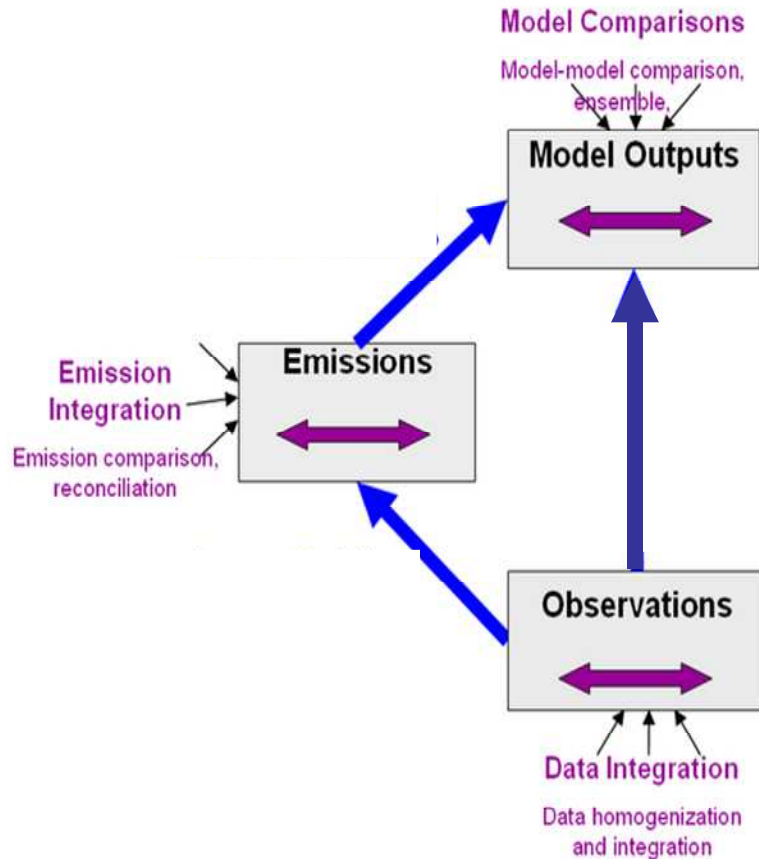 Model Comparisons
Model-model comparison,
ensemble,
Model Outputs
Emissions
Emission
Integration
Emission comparison,
reconciliation
Observations
Data Integration
Data homogenization
and integration